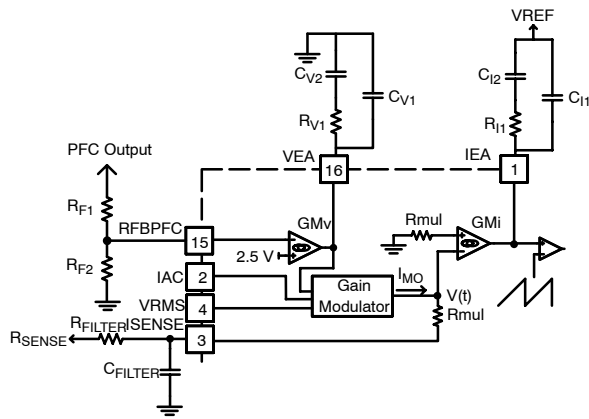 VREF
CV2
CV1
CI2
CI1
RV1
RI1
PFC Output
VEA
16
IEA
1
RF1
RFBPFC
15
GMv
2.5 V
Rmul
GMi
RF2
IAC
2
VRMS
4
Gain
Modulator
IMO
V(t)
Rmul
RSENSE
RFILTER
ISENSE
3
CFILTER